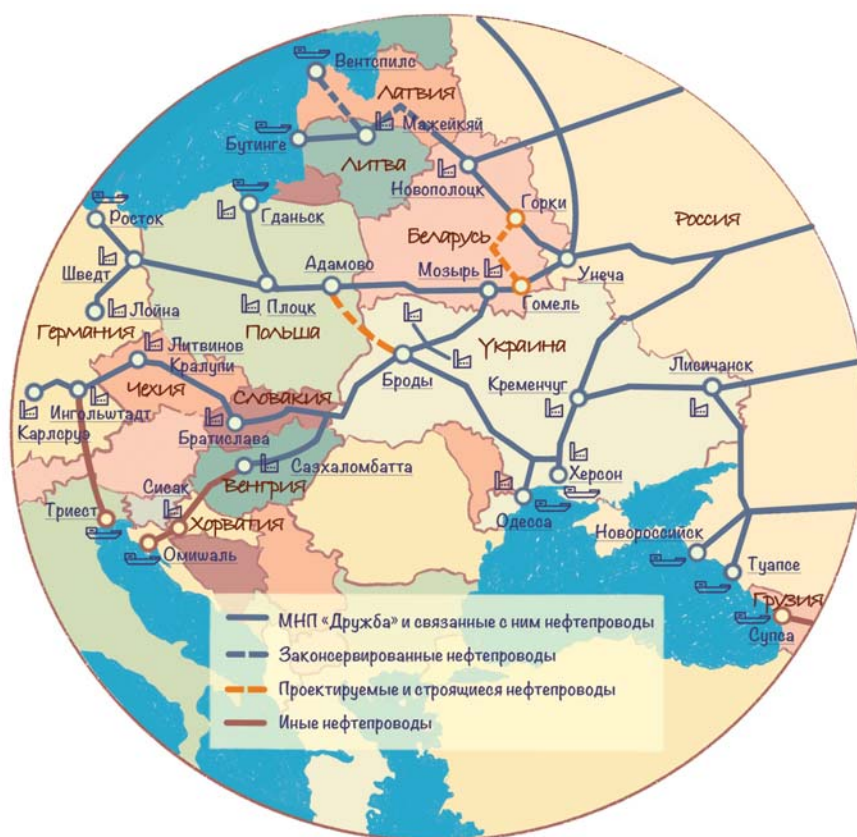 Вентспилс
Латвия
Мажейкяй
Бутинге
Литва
Новополоцк
Горки
Росток
Гданьск
Россия
Беларусь
Адамово
Мозырь
Унеча
Шведт
Плоцк
Гомель
Лойна
Германия
Польша
Литвинов
Украина
Кралупи
Лисичанск
Чехия
Броды
Кременчуг
Словакия
Ингольштадт
Карлсруэ
Братислава
Сазхаломбатта
Херсон
Венгрия
Сисак
Одесса
Триест
Хорватия
Новороссийск
Омишаль
Туапсе
Грузия
Супса
МНП «Дружба» и связанные с ним нефтепроводы
Законсервированные нефтепроводы
Проектируемые и строящиеся нефтепроводы
Иные нефтепроводы